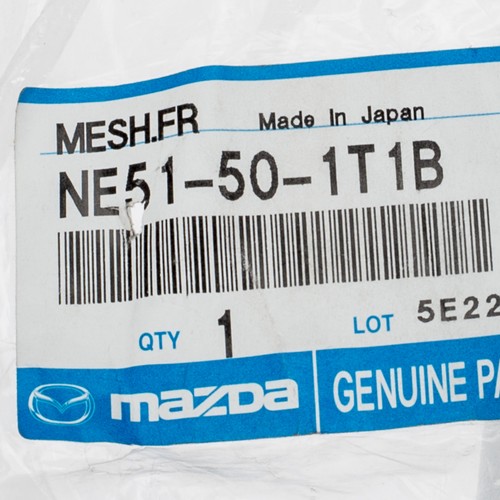 MESH.FR Made In Japan
NE51-50-1T1B
QTY 1 LOT 5E22
mazda GENUINE PA